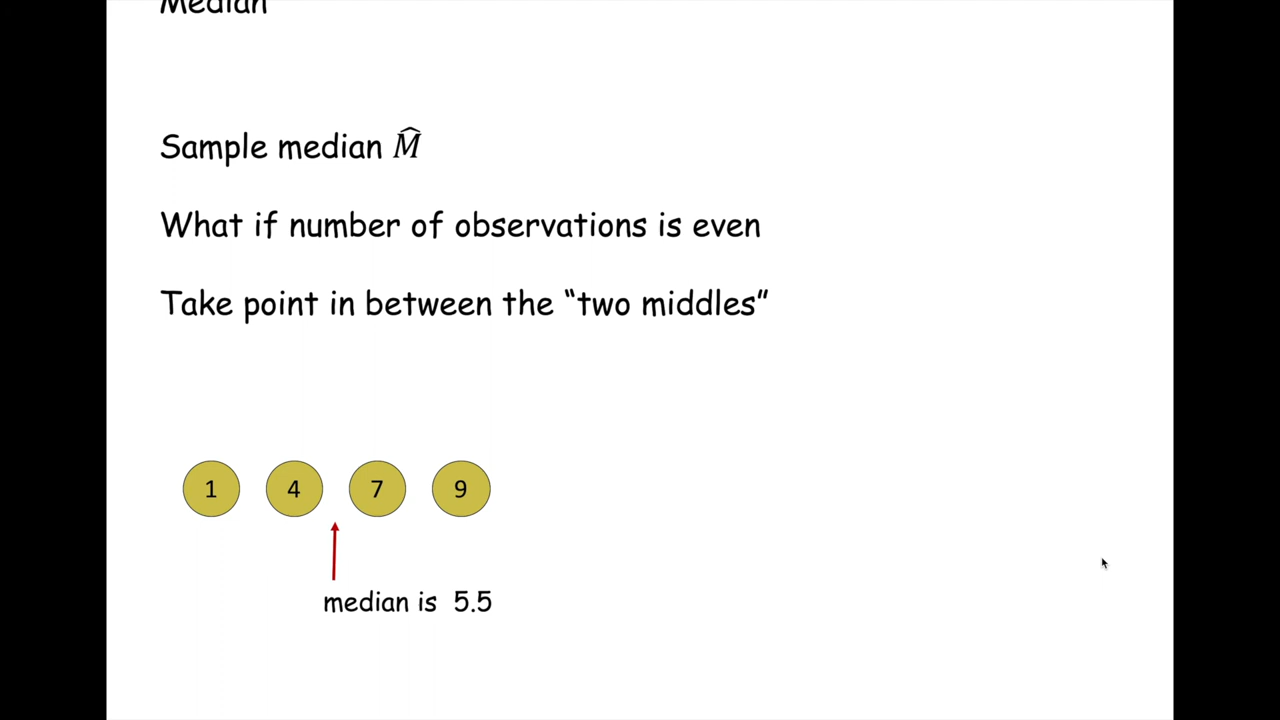 Median
Sample median M̂
What if number of observations is even
Take point in between the “two middles”
1 4 7 9
median is 5.5